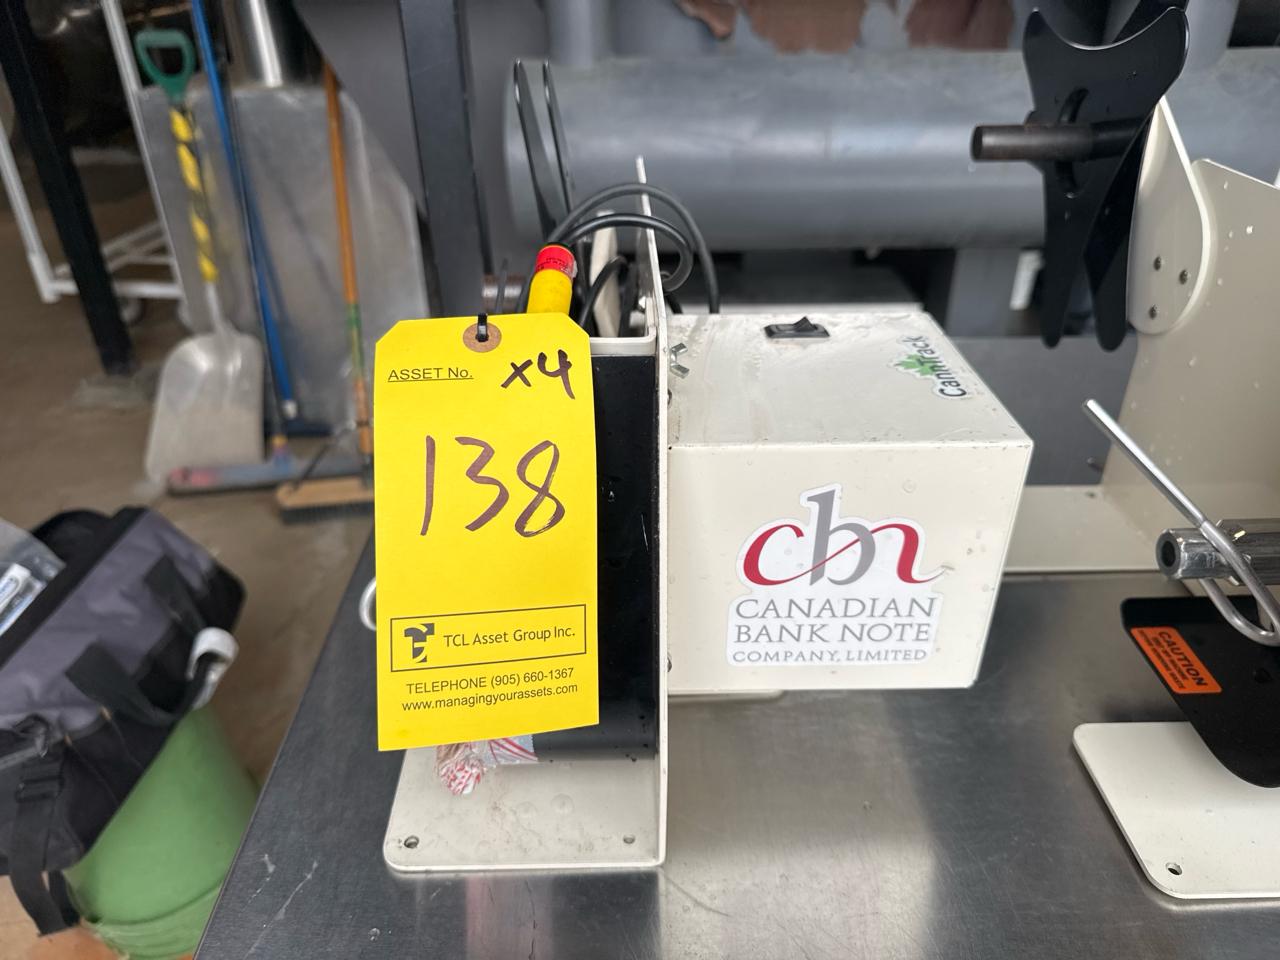 ASSET No.
x4
138
TCL Asset Group Inc.
TELEPHONE (905) 660-1367
www.managingyourassets.com
Canntrack
cbn
CANADIAN
BANK NOTE
COMPANY, LIMITED
CAUTION